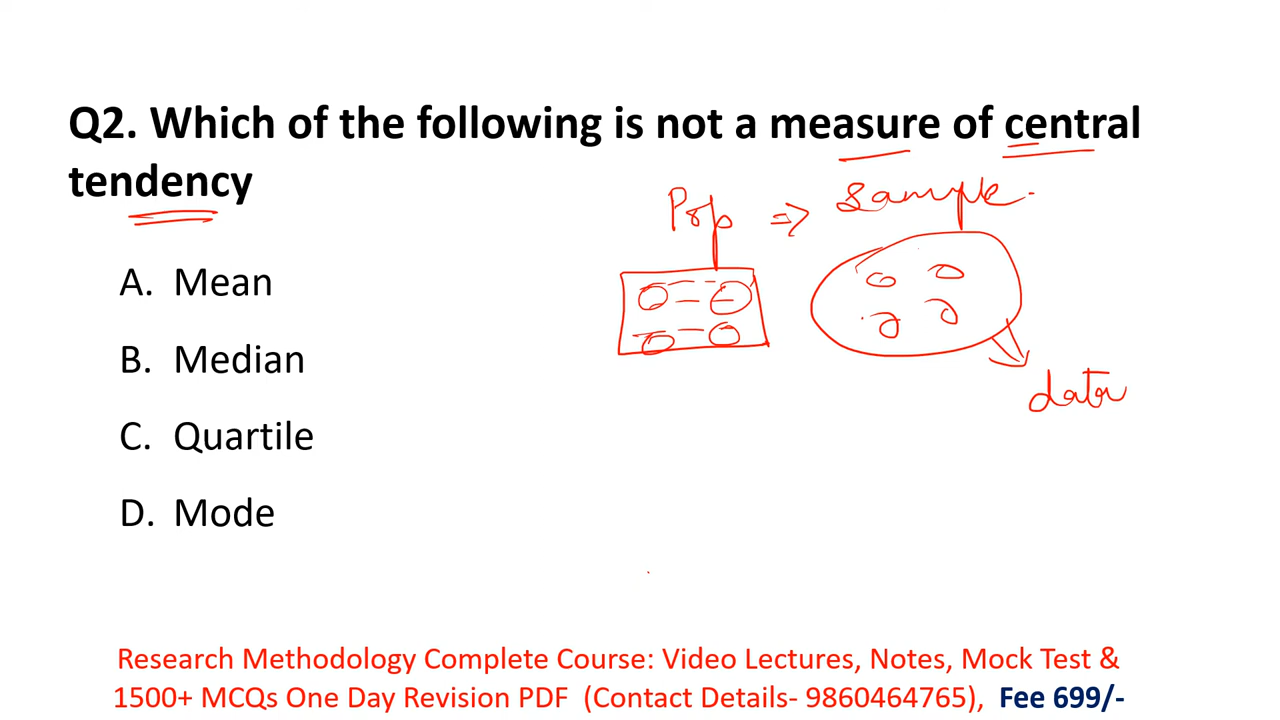 Q2. Which of the following is not a measure of central
tendency
Pop => Sample
A. Mean
B. Median
data
C. Quartile
D. Mode
Research Methodology Complete Course: Video Lectures, Notes, Mock Test &
1500+ MCQs One Day Revision PDF (Contact Details- 9860464765), Fee 699/-